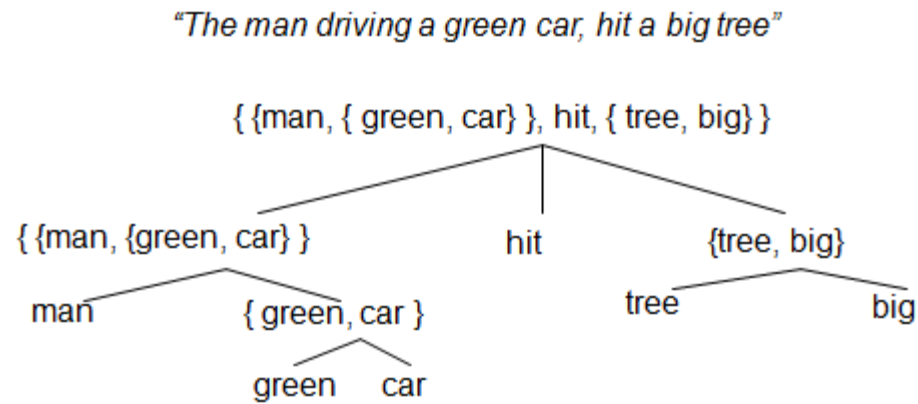 “The man driving a green car, hit a big tree”
{ {man, { green, car} }, hit, { tree, big} }
{ {man, {green, car} } hit {tree, big}
man { green, car } tree big
green car